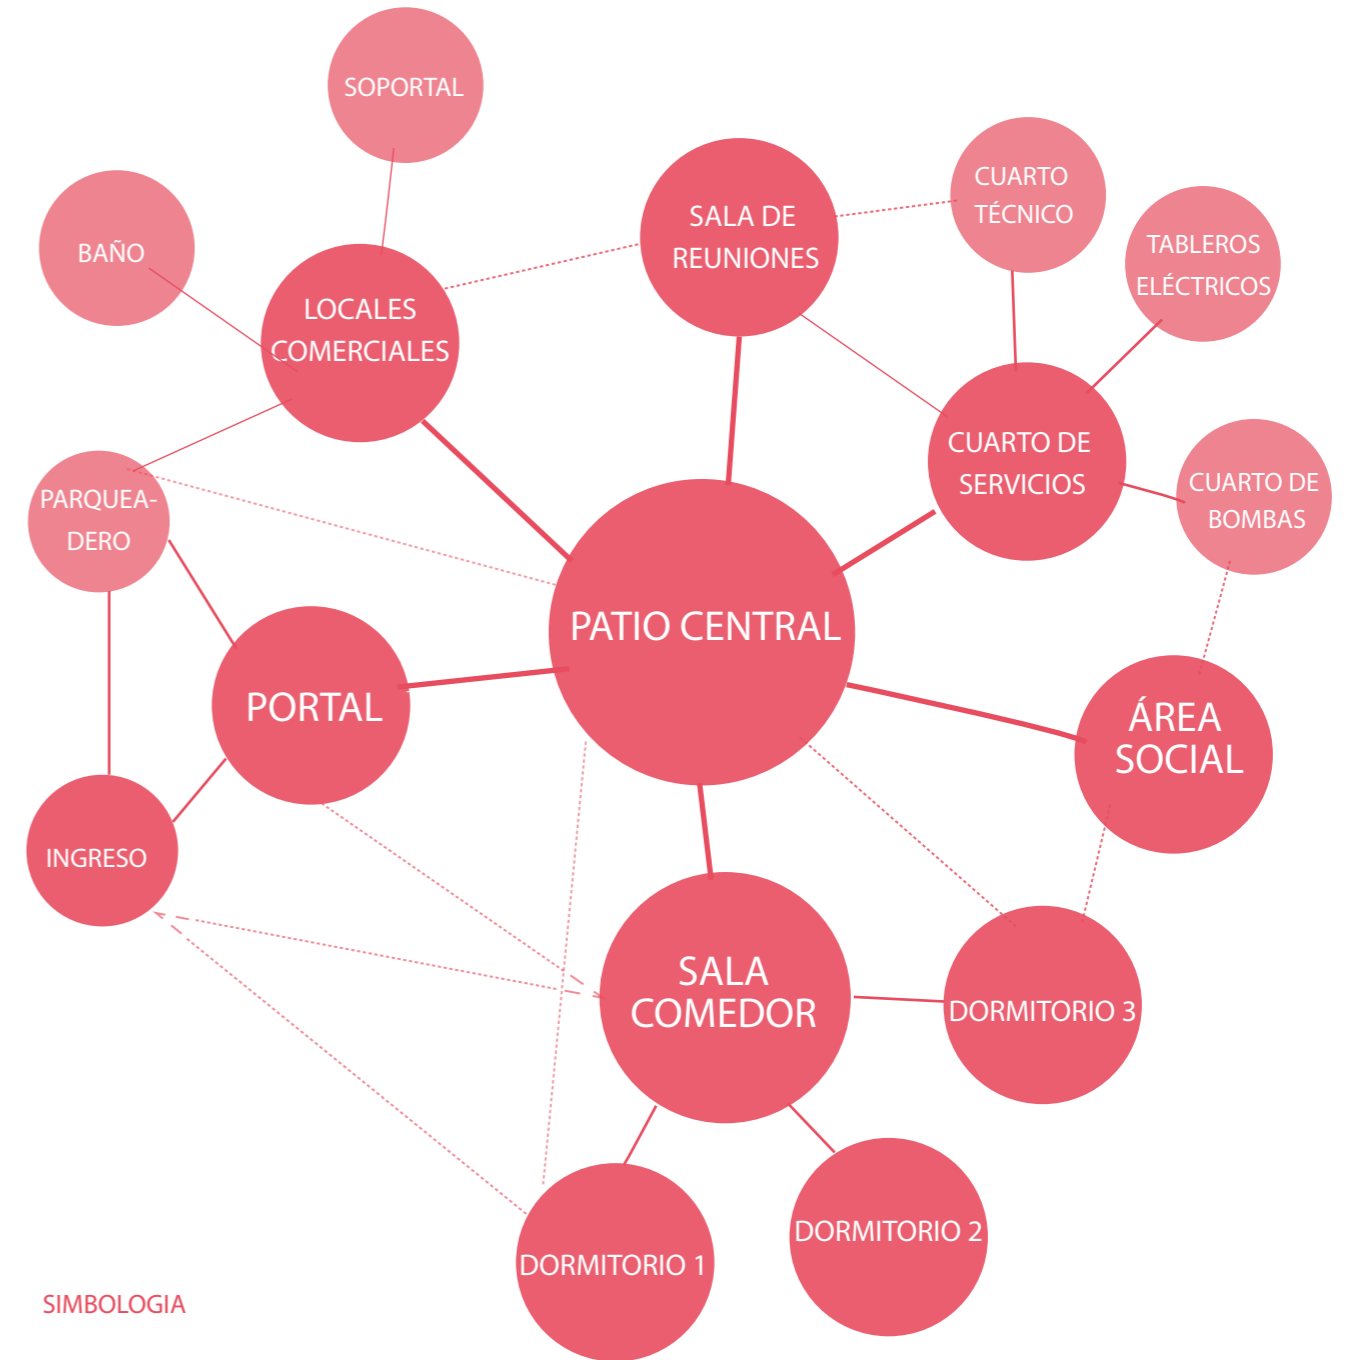 SOPORTAL
CUARTO
TÉCNICO
SALA DE
REUNIONES
TABLEROS
ELÉCTRICOS
BAÑO
LOCALES
COMERCIALES
CUARTO DE
SERVICIOS
CUARTO DE
BOMBAS
PARQUEA-
DERO
PATIO CENTRAL
PORTAL
ÁREA
SOCIAL
INGRESO
SALA
COMEDOR
DORMITORIO 3
DORMITORIO 2
DORMITORIO 1
SIMBOLOGIA